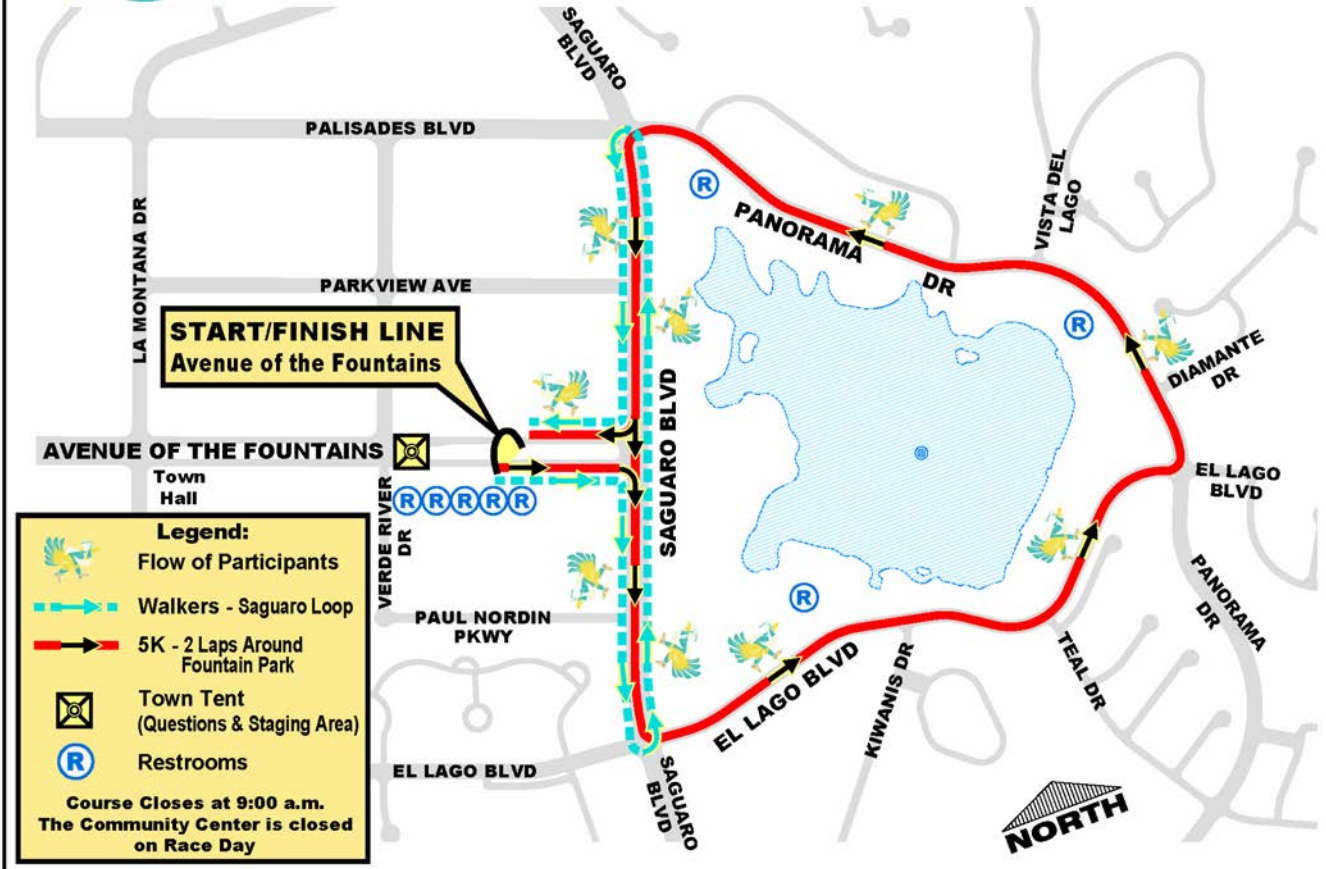 SAGUARO
BLVD
PALISADES BLVD
R
PANORAMA
DR
VISTA DEL
LAGO
LA MONTANA DR
PARKVIEW AVE
START/FINISH LINE
Avenue of the Fountains
R
DIAMANTE
DR
SAGUARO BLVD
AVENUE OF THE FOUNTAINS
Town
Hall
RRRRR
VERDE RIVER
DR
EL LAGO
BLVD
PANORAMA
DR
R
PAUL NORDIN
PKWY
EL LAGO BLVD
KIWANIS DR
TEAL DR
EL LAGO BLVD
SAGUARO
BLVD
NORTH
Legend:
Flow of Participants
Walkers - Saguaro Loop
5K - 2 Laps Around
Fountain Park
Town Tent
(Questions & Staging Area)
R
Restrooms
Course Closes at 9:00 a.m.
The Community Center is closed
on Race Day